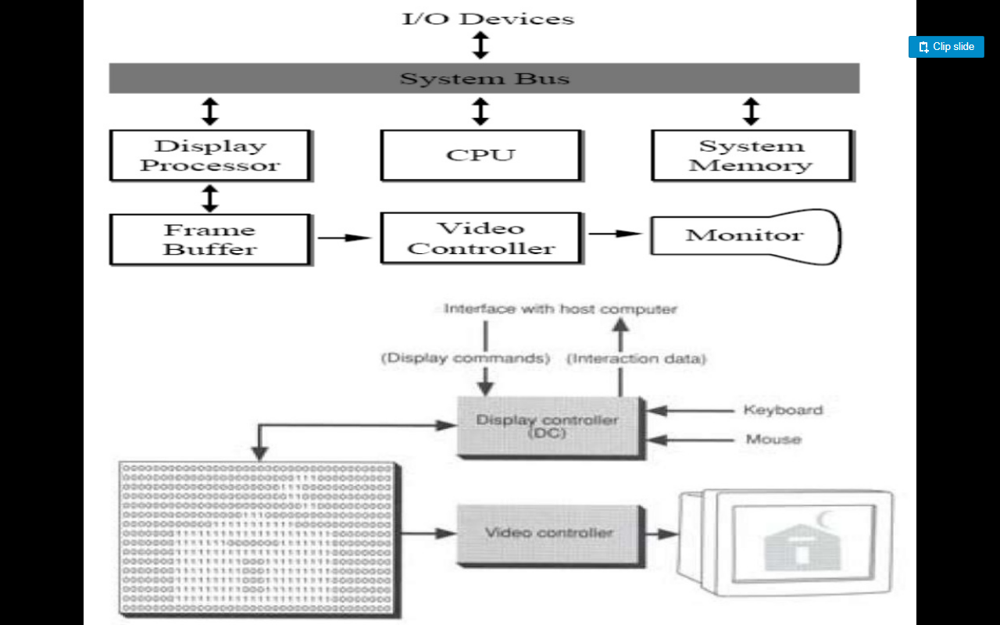 I/O Devices
Clip slide
System Bus
Display
Processor
CPU
System
Memory
Frame
Buffer
Video
Controller
Monitor
Interface with host computer
(Display commands) (Interaction data)
Display controller
(DC)
Keyboard
Mouse
Video controller